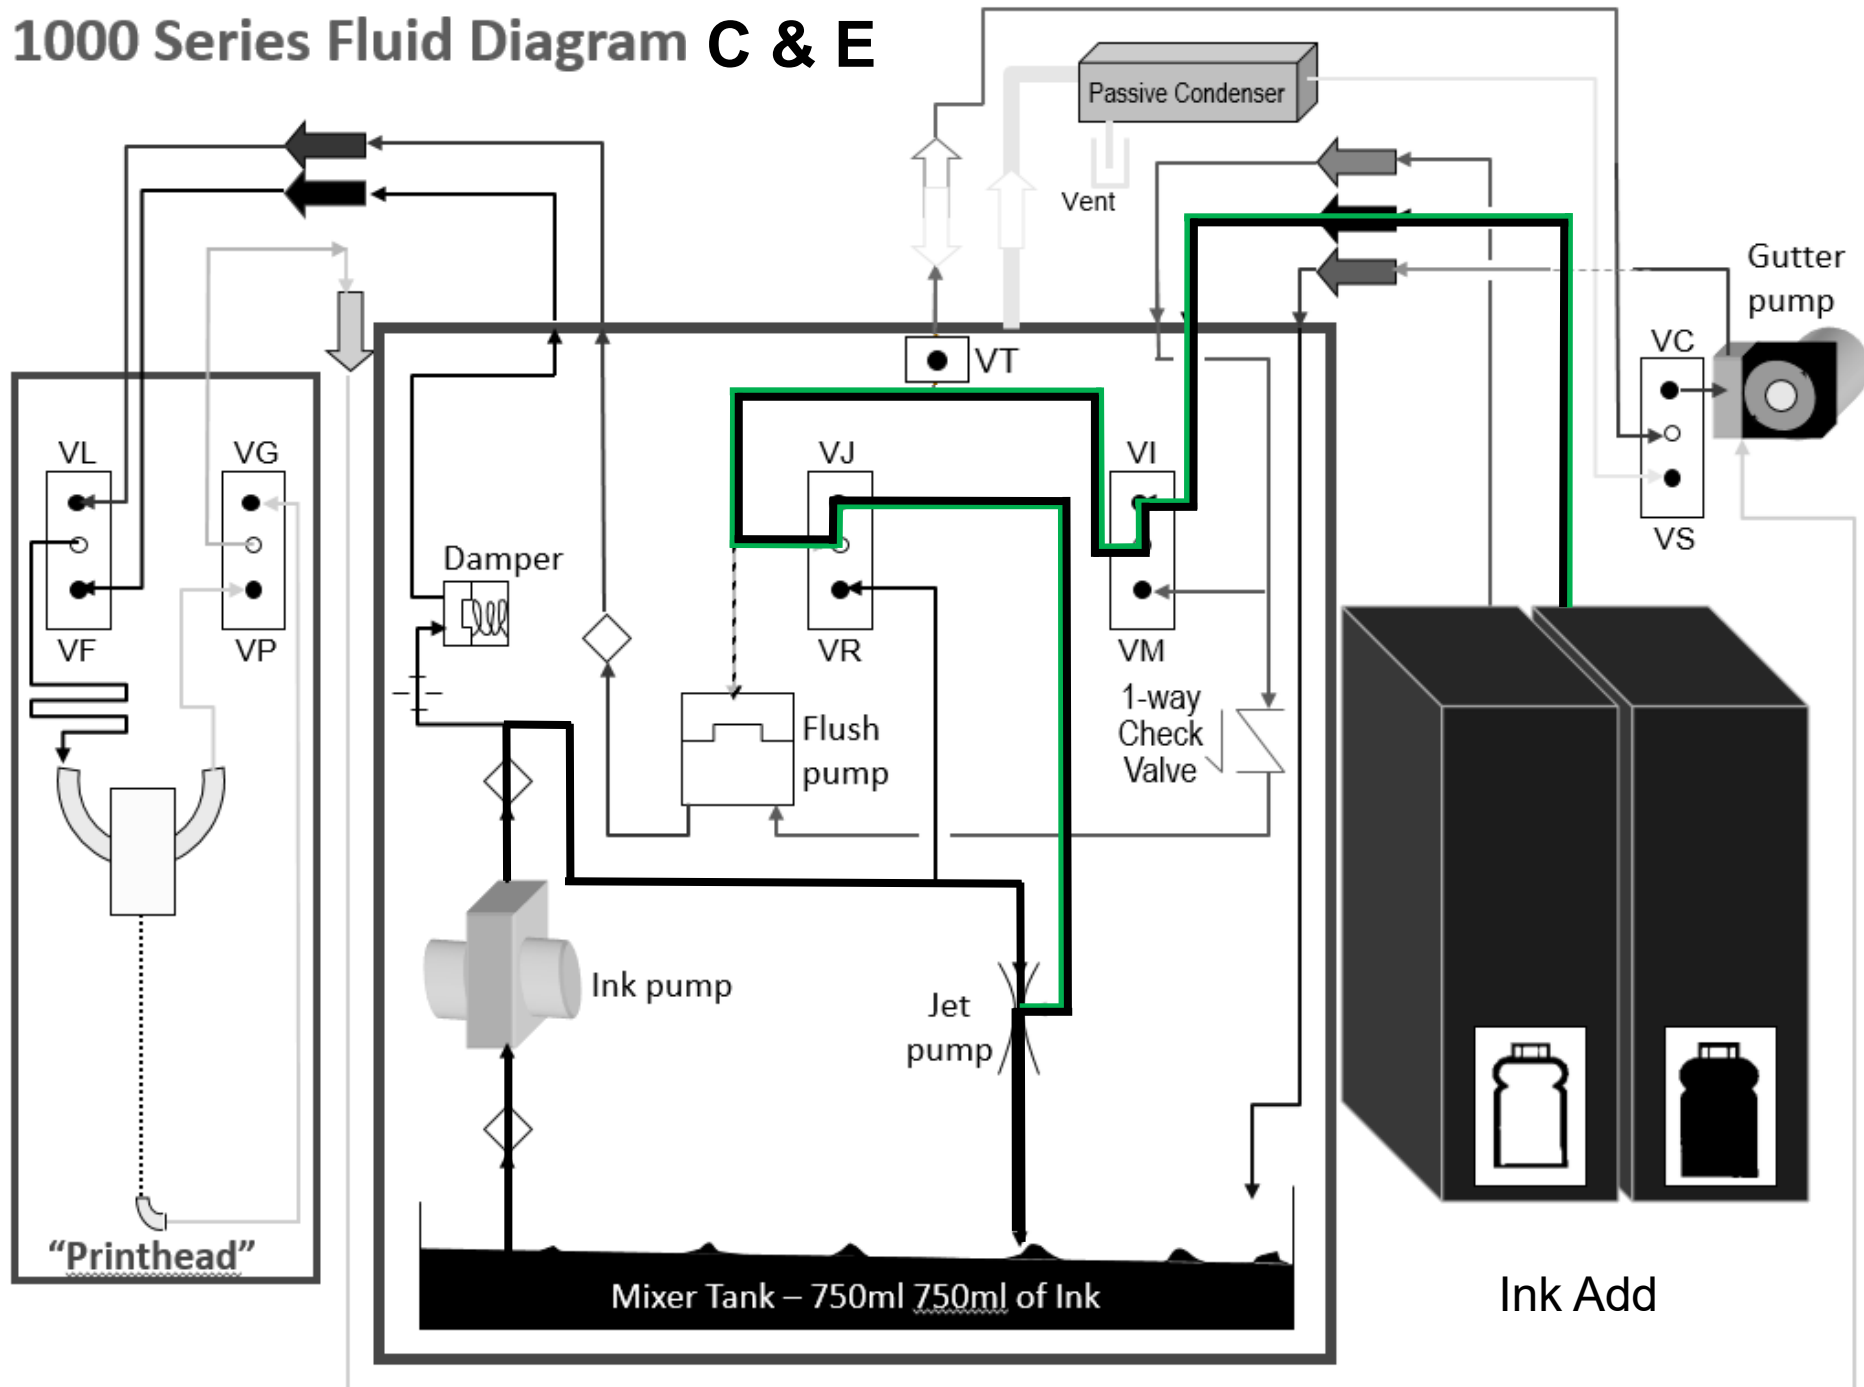 1000 Series Fluid Diagram C & E
Passive Condenser
Vent
Gutter
pump
VC
VS
VT
VL
VG
VJ
VI
VF
VP
VR
VM
Damper
1-way
Check
Valve
Flush
pump
Ink pump
Jet
pump
“Printhead”
Mixer Tank – 750ml 750ml of Ink
Ink Add